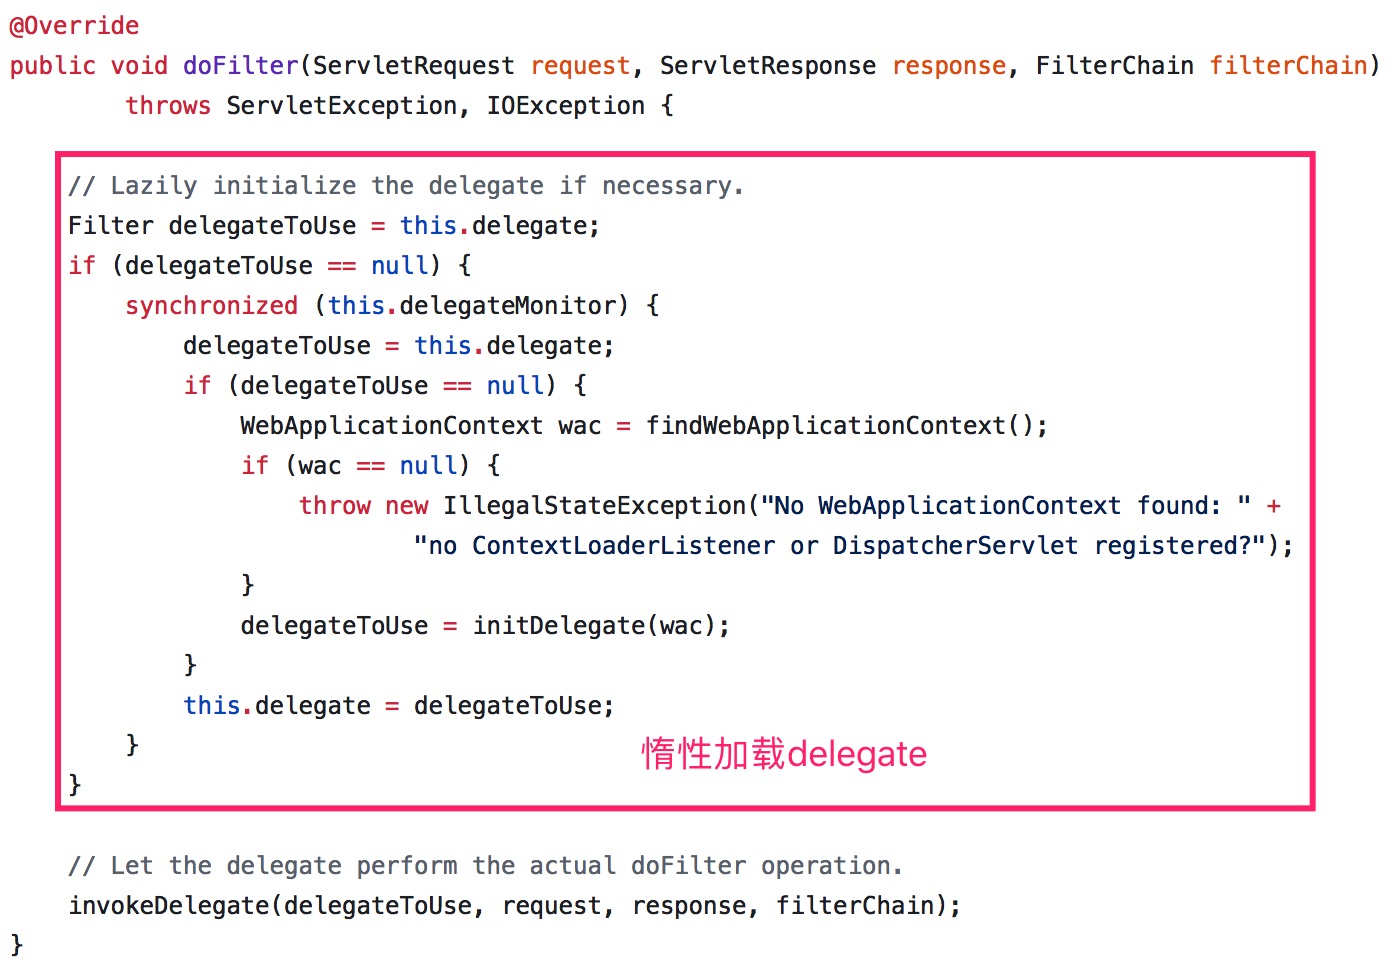 @Override
public void doFilter(ServletRequest request, ServletResponse response, FilterChain filterChain)
        throws ServletException, IOException {
    // Lazily initialize the delegate if necessary.
    Filter delegateToUse = this.delegate;
    if (delegateToUse == null) {
        synchronized (this.delegateMonitor) {
            delegateToUse = this.delegate;
            if (delegateToUse == null) {
                WebApplicationContext wac = findWebApplicationContext();
                if (wac == null) {
                    throw new IllegalStateException("No WebApplicationContext found: " +
                            "no ContextLoaderListener or DispatcherServlet registered?");
                }
                delegateToUse = initDelegate(wac);
            }
            this.delegate = delegateToUse;
        }
惰性加载delegate
    }
    // Let the delegate perform the actual doFilter operation.
    invokeDelegate(delegateToUse, request, response, filterChain);
}